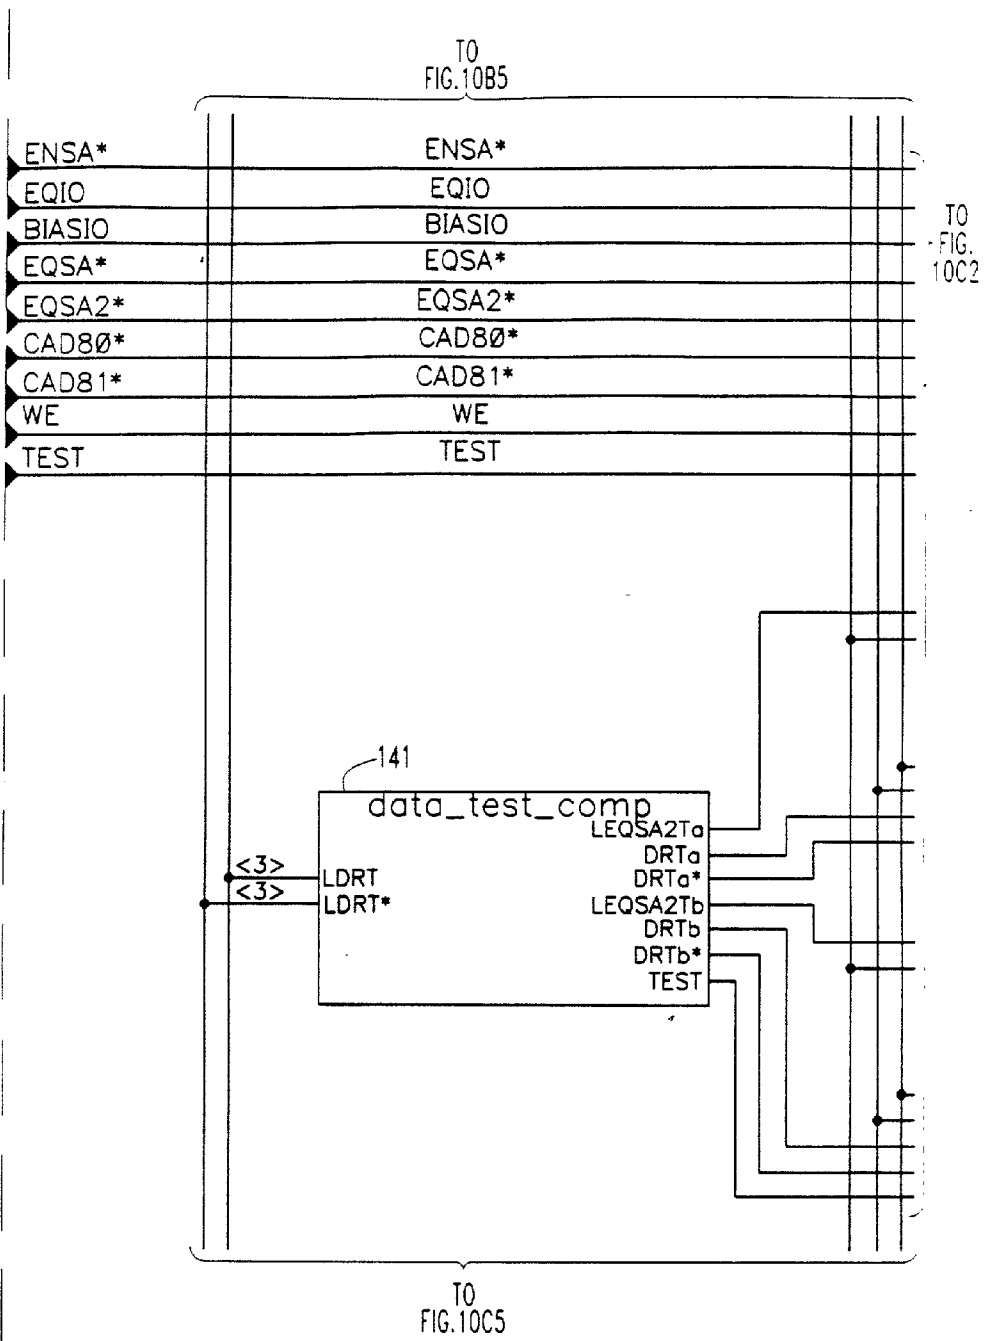 TO
FIG.10B5
ENSA* ENSA*
EQIO EQIO
BIASIO BIASIO
EQSA* EQSA*
EQSA2* EQSA2*
CAD8Ø* CAD8Ø*
CAD81* CAD81*
WE WE
TEST TEST
TO
FIG.
10C2
141
data_test_comp
LEQSA2Ta
DRTa
<3> LDRT DRTa*
<3> LDRT* LEQSA2Tb
DRTb
DRTb*
TEST
TO
FIG.10C5